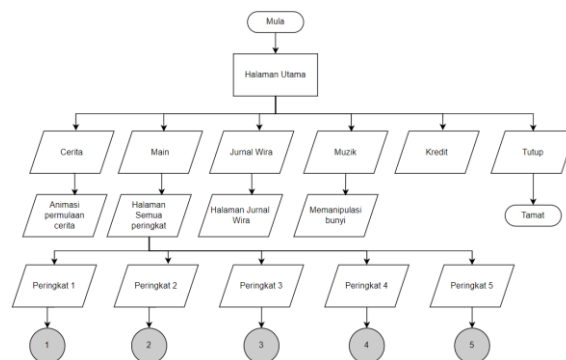 Mula
Halaman Utama
Cerita
Main
Jurnal Wira
Muzik
Kredit
Tutup
Animasi
permulaan
cerita
Halaman
Semua
peringkat
Halaman Jurnal
Wira
Memanipulasi
bunyi
Tamat
Peringkat 1
Peringkat 2
Peringkat 3
Peringkat 4
Peringkat 5
1
2
3
4
5